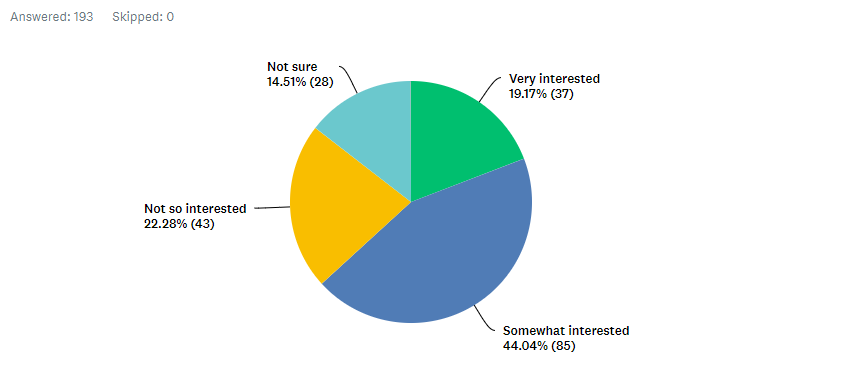 Answered: 193 Skipped: 0
Not sure
14.51% (28)
Very interested
19.17% (37)
Not so interested
22.28% (43)
Somewhat interested
44.04% (85)